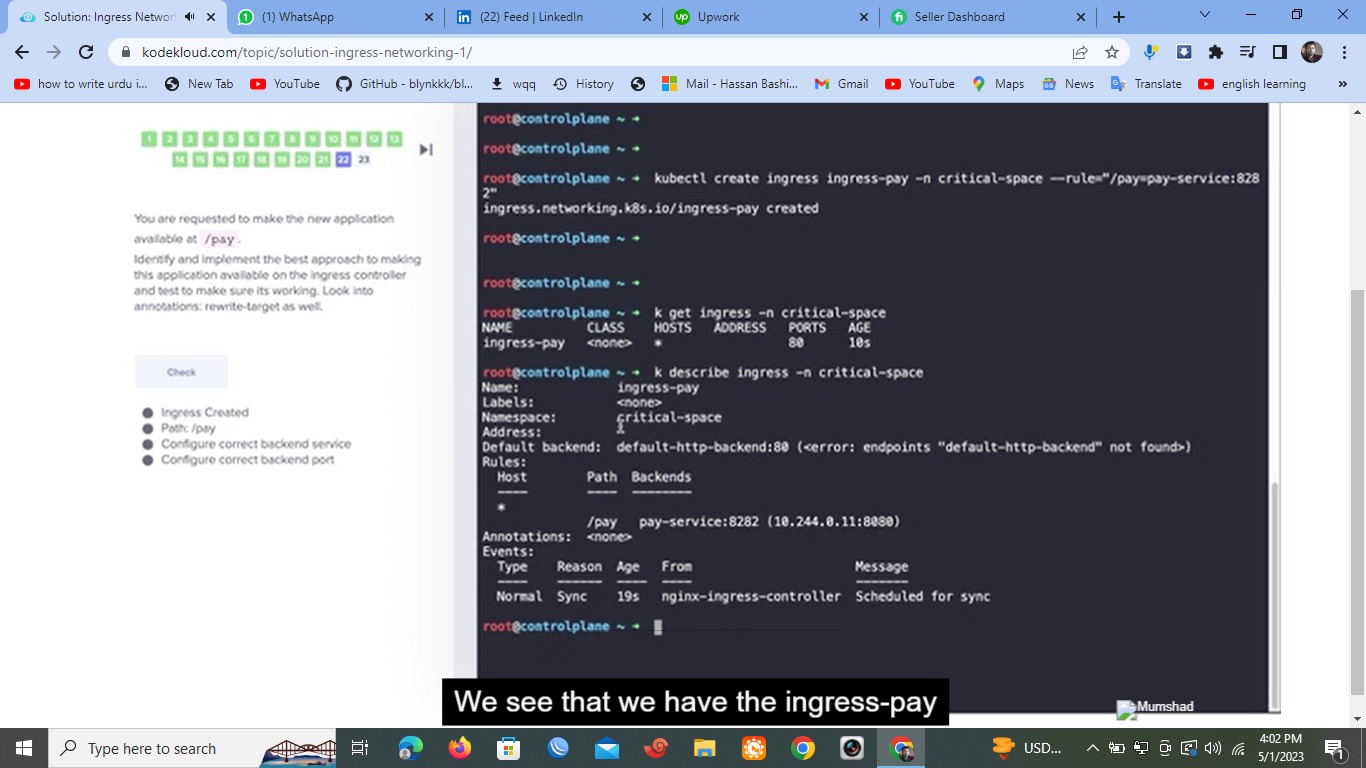 Solution: Ingress Network
(1) WhatsApp
(22) Feed | LinkedIn
Upwork
Seller Dashboard
kodekloud.com/topic/solution-ingress-networking-1/
how to write urdu i...
New Tab
YouTube
GitHub - blynkkk/bl...
wqq
History
Mail - Hassan Bashi...
Gmail
YouTube
Maps
News
Translate
english learning
»
1 2 3 4 5 6 7 8 9 10 11 12 13
14 15 16 17 18 19 20 21 22 23
You are requested to make the new application
available at /pay .
Identify and implement the best approach to making
this application available on the ingress controller
and test to make sure its working. Look into
annotations: rewrite-target as well.
Check
Ingress Created
Path: /pay
Configure correct backend service
Configure correct backend port
root@controlplane ~ ➜
root@controlplane ~ ➜
root@controlplane ~ ➜ kubectl create ingress ingress-pay -n critical-space --rule="/pay=pay-service:828
2"
ingress.networking.k8s.io/ingress-pay created
root@controlplane ~ ➜
root@controlplane ~ ➜
root@controlplane ~ ➜ k get ingress -n critical-space
NAME CLASS HOSTS ADDRESS PORTS AGE
ingress-pay <none> * 80 10s
root@controlplane ~ ➜ k describe ingress -n critical-space
Name: ingress-pay
Labels: <none>
Namespace: critical-space
Address:
Default backend: default-http-backend:80 (<error: endpoints "default-http-backend" not found>)
Rules:
Host Path Backends
---- ---- --------
*
/pay pay-service:8282 (10.244.0.11:8080)
Annotations: <none>
Events:
Type Reason Age From Message
---- ------ ---- ---- -------
Normal Sync 19s nginx-ingress-controller Scheduled for sync
root@controlplane ~ ➜
We see that we have the ingress-pay
Mumshad
Type here to search
USD...
4:02 PM
5/1/2023
1